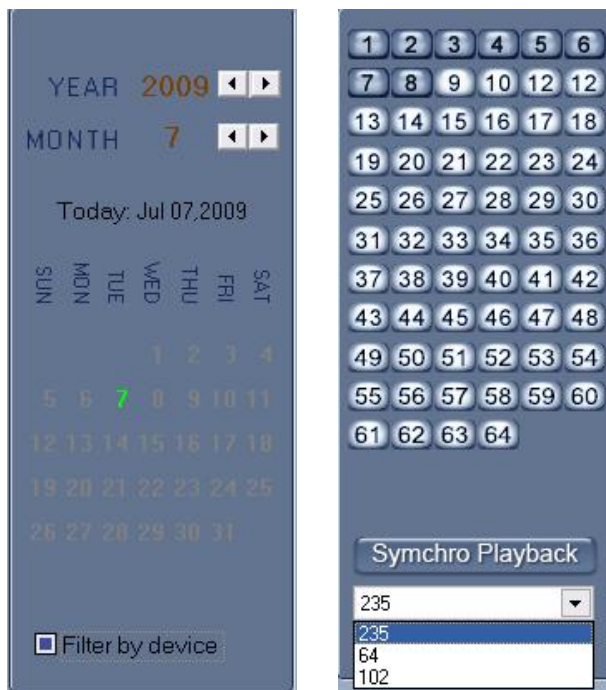 YEAR 2009
MONTH 7
Today: Jul 07,2009
SUN MON TUE WED THU FRI SAT
1 2 3 4
5 6 7 8 9 10 11
12 13 14 15 16 17 18
19 20 21 22 23 24 25
26 27 28 29 30 31
Filter by device
1 2 3 4 5 6
7 8 9 10 12 12
13 14 15 16 17 18
19 20 21 22 23 24
25 26 27 28 29 30
31 32 33 34 35 36
37 38 39 40 41 42
43 44 45 46 47 48
49 50 51 52 53 54
55 56 57 58 59 60
61 62 63 64
Symchro Playback
235
235
64
102